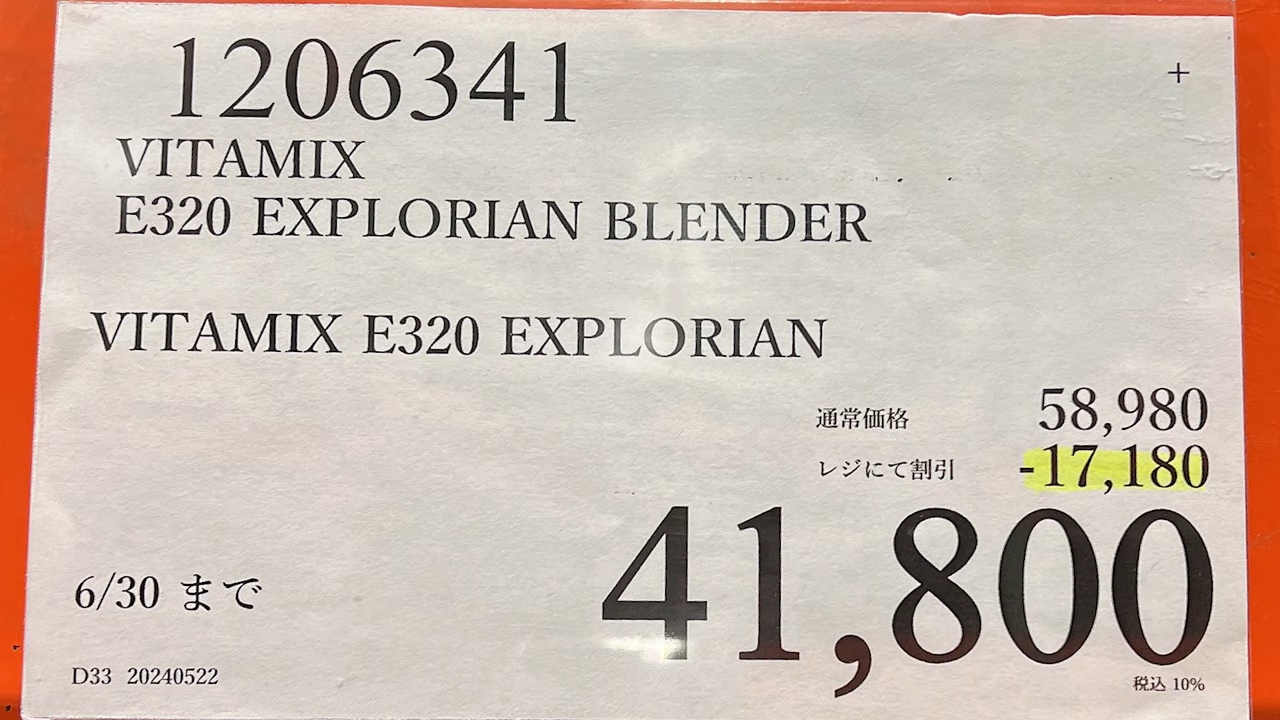 1206341
+
VITAMIX
E320 EXPLORIAN BLENDER
VITAMIX E320 EXPLORIAN
通常価格 58,980
レジにて割引 -17,180
41,800
6/30 まで
D33 20240522
税込 10%